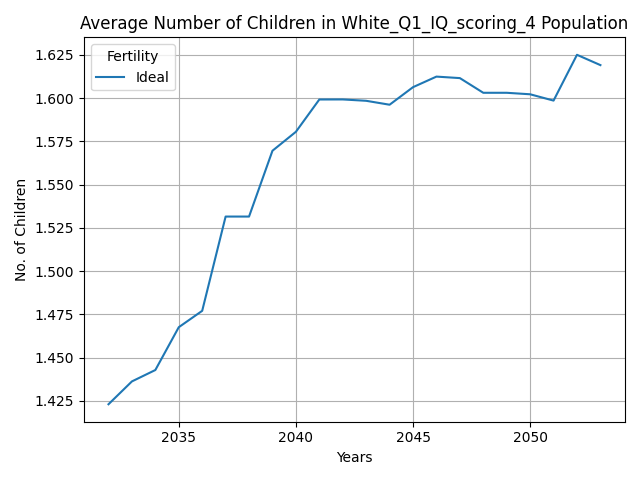 Average Number of Children in White_Q1_IQ_scoring_4 Population
Fertility
Ideal
1.625
1.600
1.575
1.550
1.525
1.500
1.475
1.450
1.425
No. of Children
2035 2040 2045 2050
Years